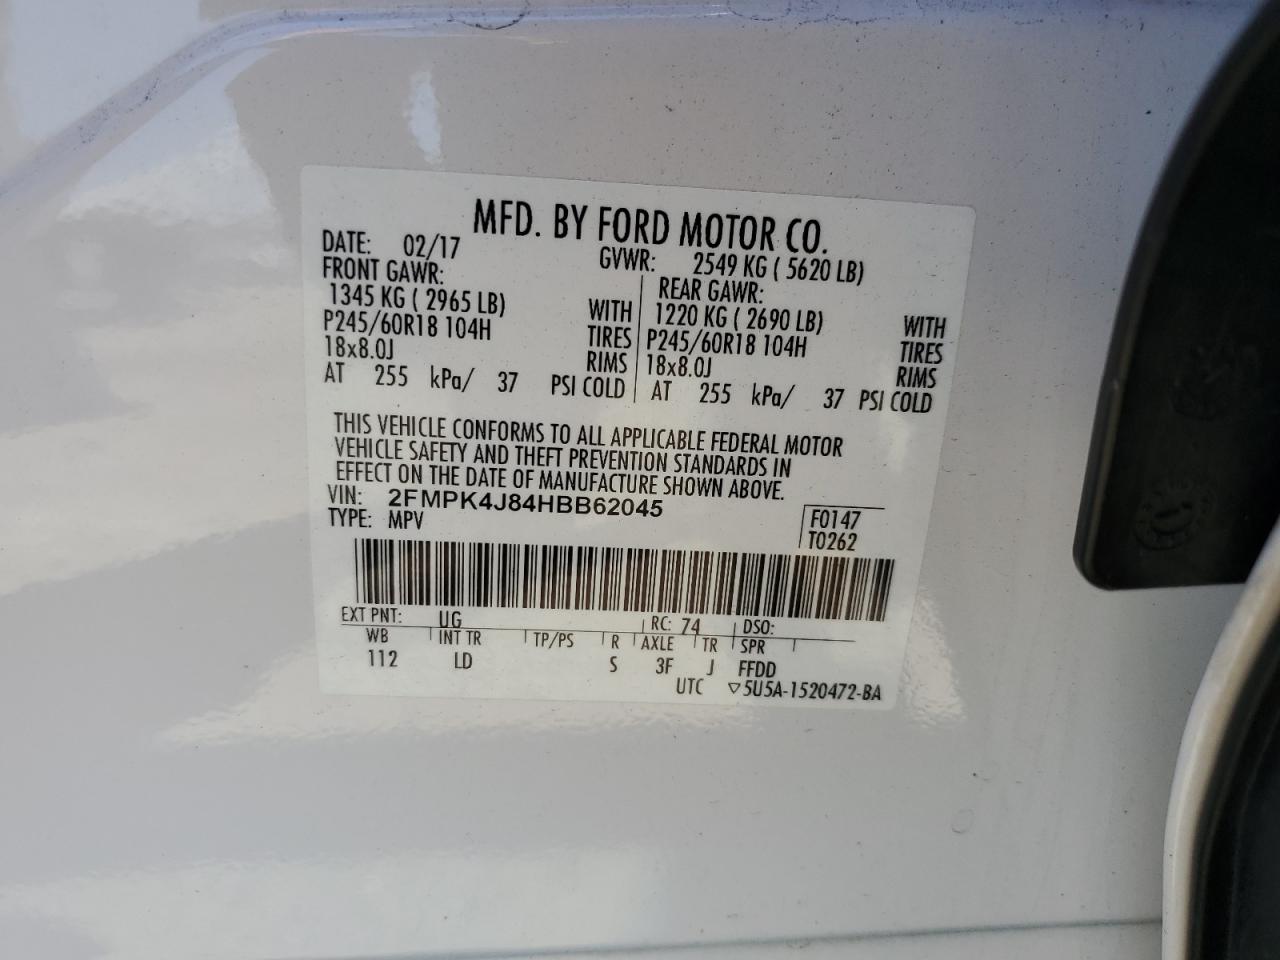 MFD. BY FORD MOTOR CO.
DATE: 02/17 GVWR: 2549 KG ( 5620 LB)
FRONT GAWR: REAR GAWR:
1345 KG ( 2965 LB) WITH 1220 KG ( 2690 LB) WITH
P245/60R18 104H TIRES P245/60R18 104H TIRES
18x8.0J RIMS 18x8.0J RIMS
AT 255 kPa/ 37 PSI COLD AT 255 kPa/ 37 PSI COLD
THIS VEHICLE CONFORMS TO ALL APPLICABLE FEDERAL MOTOR
VEHICLE SAFETY AND THEFT PREVENTION STANDARDS IN
EFFECT ON THE DATE OF MANUFACTURE SHOWN ABOVE.
VIN: 2FMPK4J84HBB62045
TYPE: MPV
F0147
T0262
EXT PNT: UG RC: 74 DSO:
WB INT TR TP/PS R AXLE TR SPR
112 LD S 3F J FFDD
UTC ▽5U5A-1520472-BA